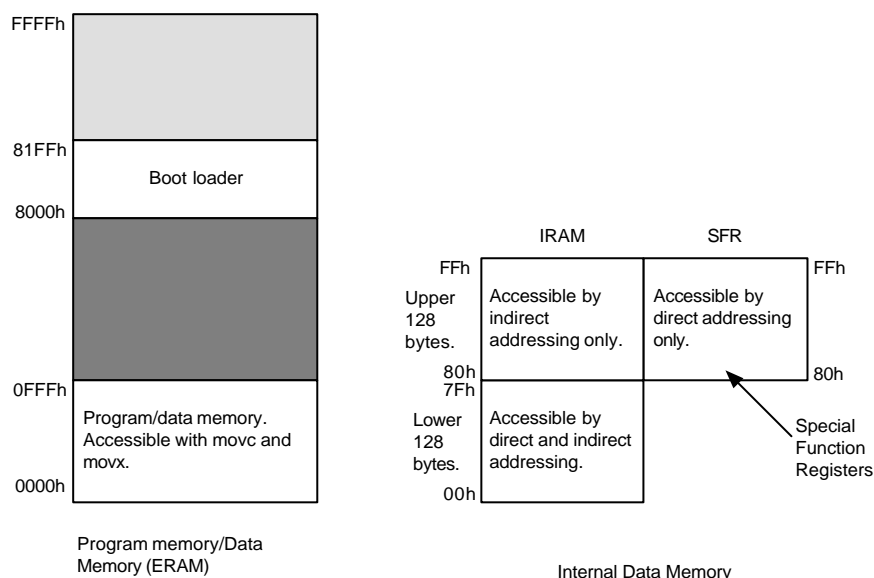 FFFFh
81FFh
Boot loader
8000h
0FFFh
Program/data memory.
Accessible with movc and
movx.
0000h
Program memory/Data
Memory (ERAM)
IRAM
SFR
FFh
FFh
Upper
128
bytes.
Accessible by
indirect
addressing only.
Accessible by
direct addressing
only.
80h
80h
7Fh
Lower
128
bytes.
Accessible by
direct and indirect
addressing.
Special
Function
Registers
00h
Internal Data Memory